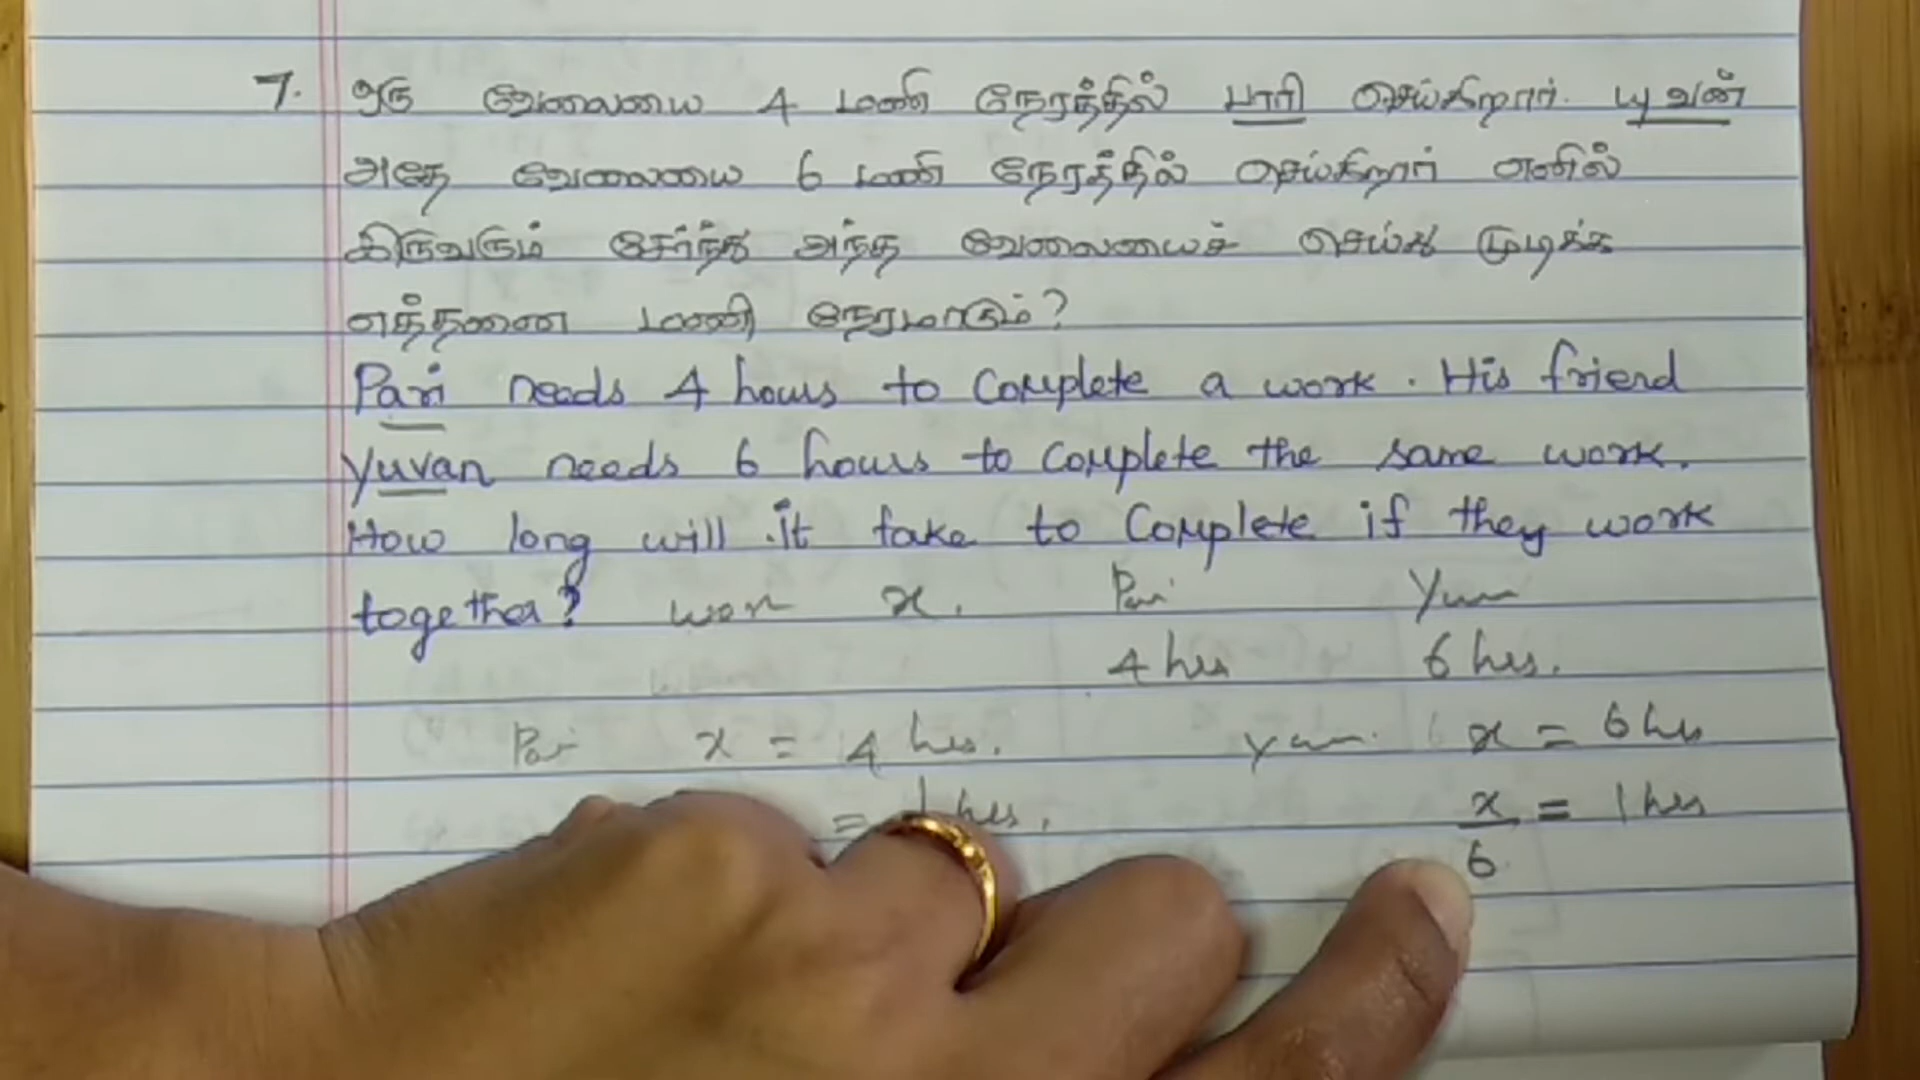 7. ஒரு வேலையை 4 மணி நேரத்தில் பாரி செய்கிறார். யுவன்
அதே வேலையை 6 மணி நேரத்தில் செய்கிறார் எனில்
இருவரும் சேர்ந்து அந்த வேலையைச் செய்து முடிக்க
எத்தனை மணி நேரமாகும்?
Pari needs 4 hours to Complete a work. His friend
Yuvan needs 6 hours to Complete the same work.
How long will it take to Complete if they work
together? work x. Pari Yuvan
4 hrs 6 hrs.
Pari x = 4 hrs. Yuvan x = 6 hrs
= 1 hrs. x/6 = 1 hrs